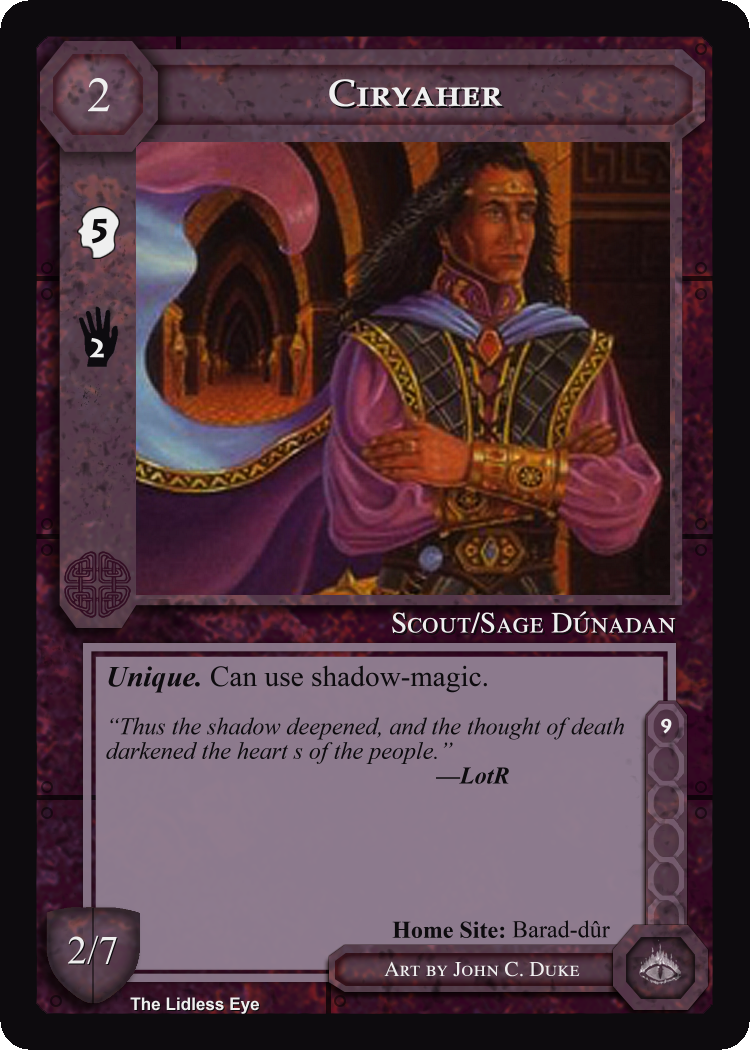 2
Ciryaher
5
2
Scout/Sage Dúnadan
Unique. Can use shadow-magic.
“Thus the shadow deepened, and the thought of death
darkened the heart s of the people.”
—LotR
9
Home Site: Barad-dûr
2/7
Art by John C. Duke
The Lidless Eye